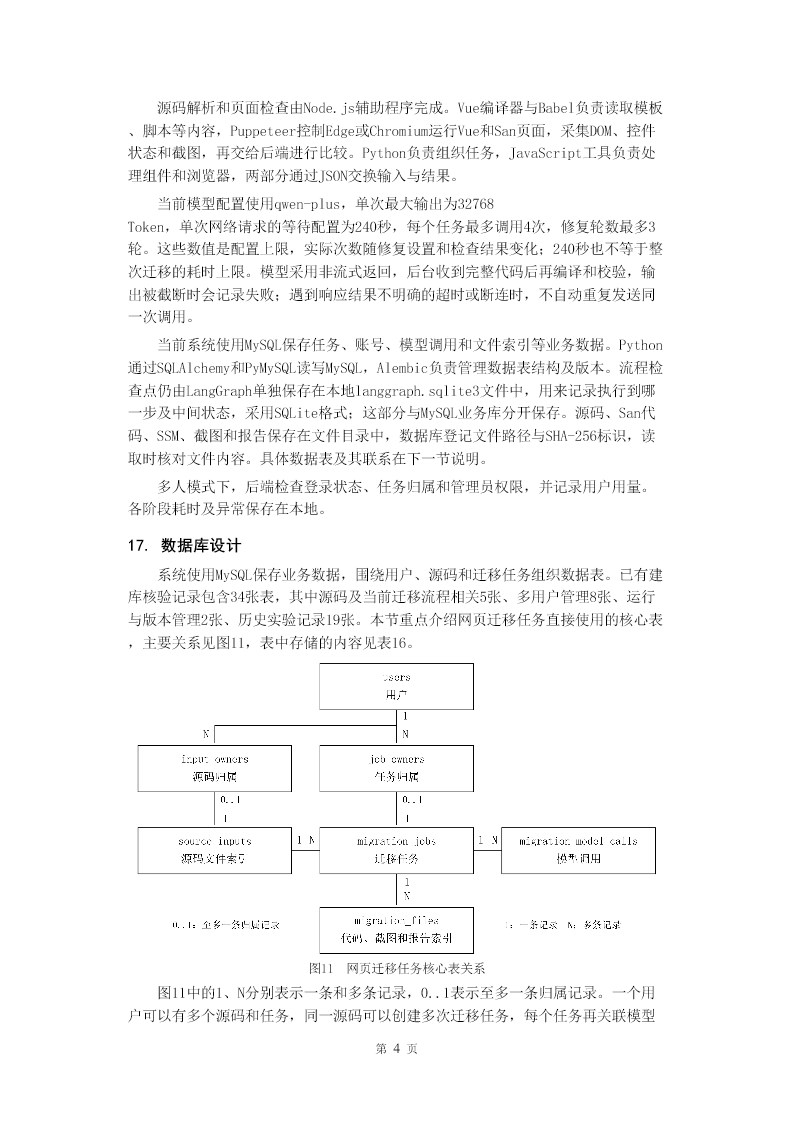 源码解析和页面检查由Node.js辅助程序完成。Vue编译器与Babel负责读取模板
、脚本等内容，Puppeteer控制Edge或Chromium运行Vue和San页面，采集DOM、控件
状态和截图，再交给后端进行比较。Python负责组织任务，JavaScript工具负责处
理组件和浏览器，两部分通过JSON交换输入与结果。
当前模型配置使用qwen-plus，单次最大输出为32768
Token，单次网络请求的等待配置为240秒，每个任务最多调用4次，修复轮数最多3
轮。这些数值是配置上限，实际次数随修复设置和检查结果变化；240秒也不等于整
次迁移的耗时上限。模型采用非流式返回，后台收到完整代码后再编译和校验，输
出被截断时会记录失败；遇到响应结果不明确的超时或断连时，不自动重复发送同
一次调用。
当前系统使用MySQL保存任务、账号、模型调用和文件索引等业务数据。Python
通过SQLAlchemy和PyMySQL读写MySQL，Alembic负责管理数据表结构及版本。流程检
查点仍由LangGraph单独保存在本地langgraph.sqlite3文件中，用来记录执行到哪
一步及中间状态，采用SQLite格式；这部分与MySQL业务库分开保存。源码、San代
码、SSM、截图和报告保存在文件目录中，数据库登记文件路径与SHA-256标识，读
取时核对文件内容。具体数据表及其联系在下一节说明。
多人模式下，后端检查登录状态、任务归属和管理员权限，并记录用户用量。
各阶段耗时及异常保存在本地。
17. 数据库设计
系统使用MySQL保存业务数据，围绕用户、源码和迁移任务组织数据表。已有建
库核验记录包含34张表，其中源码及当前迁移流程相关5张、多用户管理8张、运行
与版本管理2张、历史实验记录19张。本节重点介绍网页迁移任务直接使用的核心表
，主要关系见图11，表中存储的内容见表16。
users
用户
1
N N
input_owners job_owners
源码归属 任务归属
0..1 0..1
1 1
source_inputs 1 N migration_jobs 1 N migration_model_calls
源码文件索引 迁移任务 模型调用
1
N
migration_files
代码、截图和报告索引
0..1：至多一条归属记录 1：一条记录 N：多条记录
图11 网页迁移任务核心表关系
图11中的1、N分别表示一条和多条记录，0..1表示至多一条归属记录。一个用
户可以有多个源码和任务，同一源码可以创建多次迁移任务，每个任务再关联模型
第 4 页